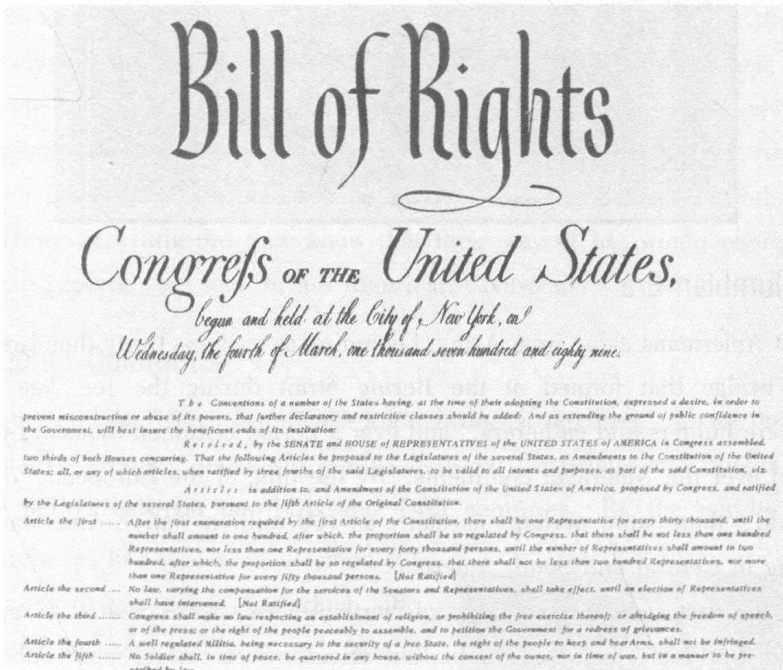 Bill of Rights
Congreſs OF THE United States,
begun and held at the City of New York, on
Wednesday, the fourth of March, one thousand seven hundred and eighty nine.
The Conventions of a number of the States having, at the time of their adopting the Constitution, expressed a desire, in order to
prevent misconstruction or abuse of its powers, that further declaratory and restrictive clauses should be added: And as extending the ground of public confidence in
the Government, will best insure the beneficent ends of its institution:
Resolved, by the SENATE and HOUSE of REPRESENTATIVES of the UNITED STATES of AMERICA in Congress assembled,
two thirds of both Houses concurring. That the following Articles be proposed to the Legislatures of the several States, as Amendments to the Constitution of the United
States; all, or any of which articles, when ratified by three fourths of the said Legislatures, to be valid to all intents and purposes, as part of the said Constitution, viz.
Articles in addition to, and Amendment of the Constitution of the United States of America, proposed by Congress, and ratified
by the Legislatures of the several States, pursuant to the fifth Article of the Original Constitution.
Article the first ..... After the first enumeration required by the first Article of the Constitution, there shall be one Representative for every thirty thousand, until the
number shall amount to one hundred, after which, the proportion shall be so regulated by Congress, that there shall be not less than one hundred
Representatives, nor less than one Representative for every forty thousand persons, until the number of Representatives shall amount to two
hundred, after which, the proportion shall be so regulated by Congress, that there shall not be less than two hundred Representatives, nor more
than one Representative for every fifty thousand persons. [Not Ratified]
Article the second ..... No law, varying the compensation for the services of the Senators and Representatives, shall take effect, until an election of Representatives
shall have intervened. [Not Ratified]
Article the third ...... Congress shall make no law respecting an establishment of religion, or prohibiting the free exercise thereof; or abridging the freedom of speech,
or of the press; or the right of the people peaceably to assemble, and to petition the Government for a redress of grievances.
Article the fourth ..... A well regulated Militia, being necessary to the security of a free State, the right of the people to keep and bear Arms, shall not be infringed.
Article the fifth ...... No Soldier shall, in time of peace, be quartered in any house, without the consent of the owner, nor in time of war, but in a manner to be pre-